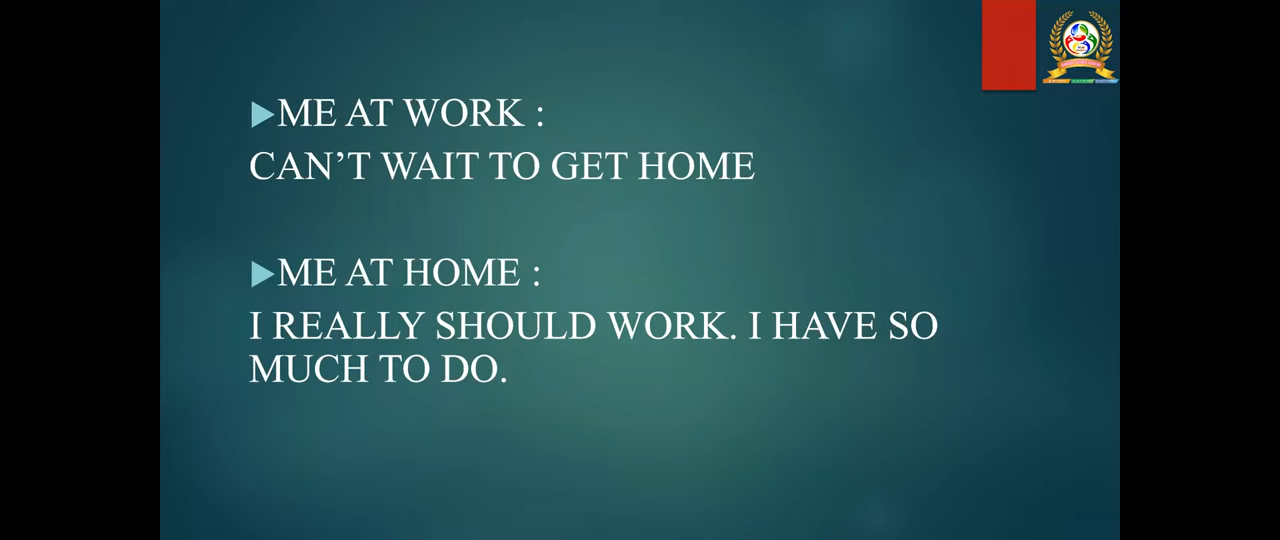 ME AT WORK :
CAN’T WAIT TO GET HOME
ME AT HOME :
I REALLY SHOULD WORK. I HAVE SO
MUCH TO DO.